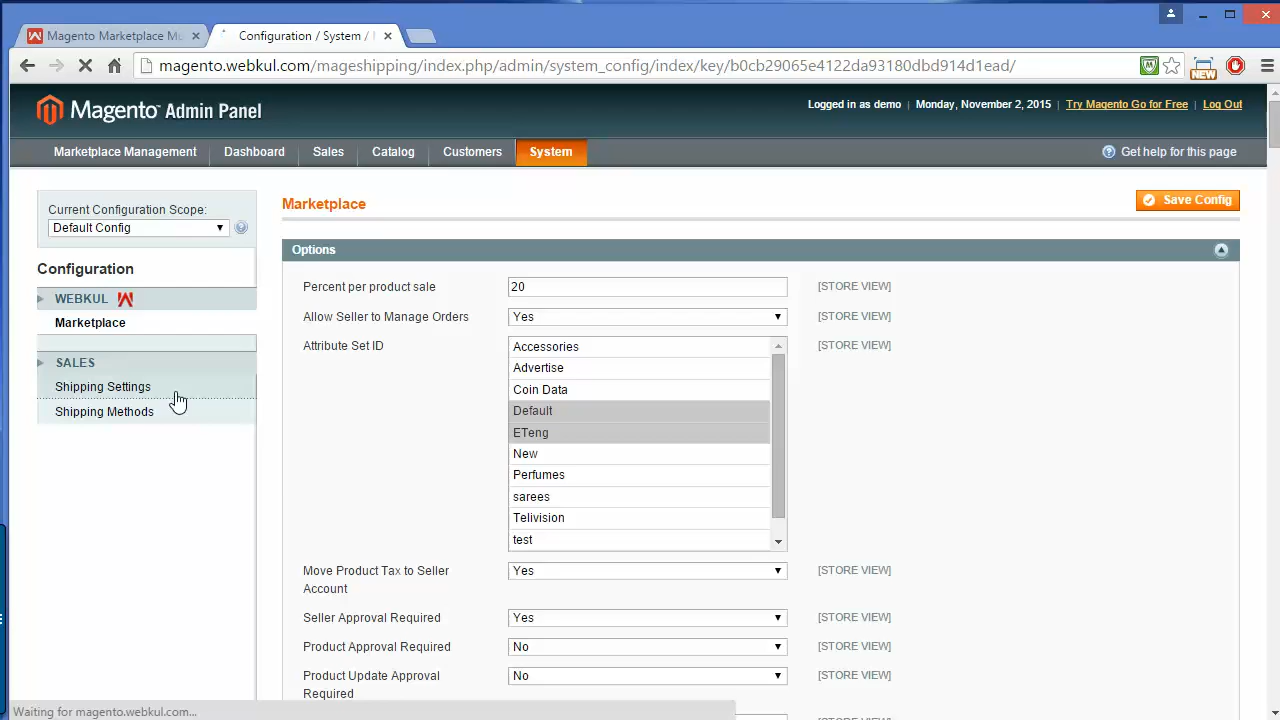 Magento Marketplace Mu
Configuration / System /
magento.webkul.com/mageshipping/index.php/admin/system_config/index/key/b0cb29065e4122da93180dbd914d1ead/
NEW
Magento Admin Panel
Logged in as demo | Monday, November 2, 2015 | Try Magento Go for Free | Log Out
Marketplace Management Dashboard Sales Catalog Customers System
Get help for this page
Current Configuration Scope:
Default Config
Configuration
WEBKUL
Marketplace
SALES
Shipping Settings
Shipping Methods
Marketplace
Save Config
Options
Percent per product sale 20 [STORE VIEW]
Allow Seller to Manage Orders Yes [STORE VIEW]
Attribute Set ID [STORE VIEW]
Accessories
Advertise
Coin Data
Default
ETeng
New
Perfumes
sarees
Telivision
test
Move Product Tax to Seller Account Yes [STORE VIEW]
Seller Approval Required Yes [STORE VIEW]
Product Approval Required No [STORE VIEW]
Product Update Approval Required No [STORE VIEW]
Waiting for magento.webkul.com...